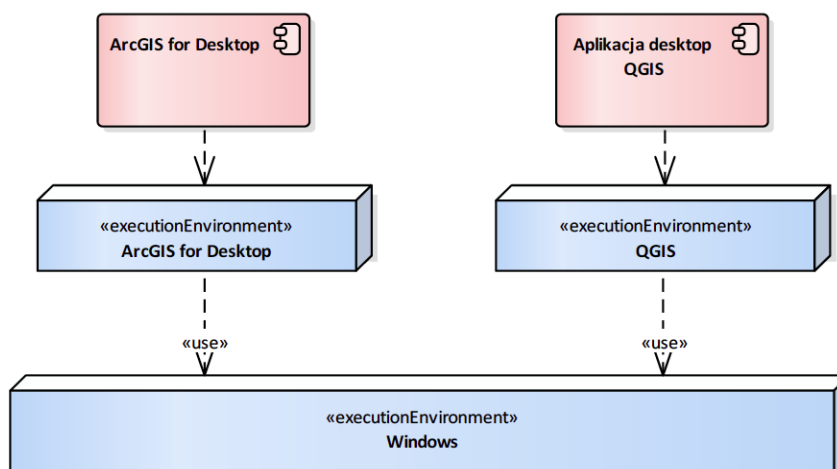 ArcGIS for Desktop
Aplikacja desktop
QGIS
«executionEnvironment»
ArcGIS for Desktop
«executionEnvironment»
QGIS
«use»
«use»
«executionEnvironment»
Windows